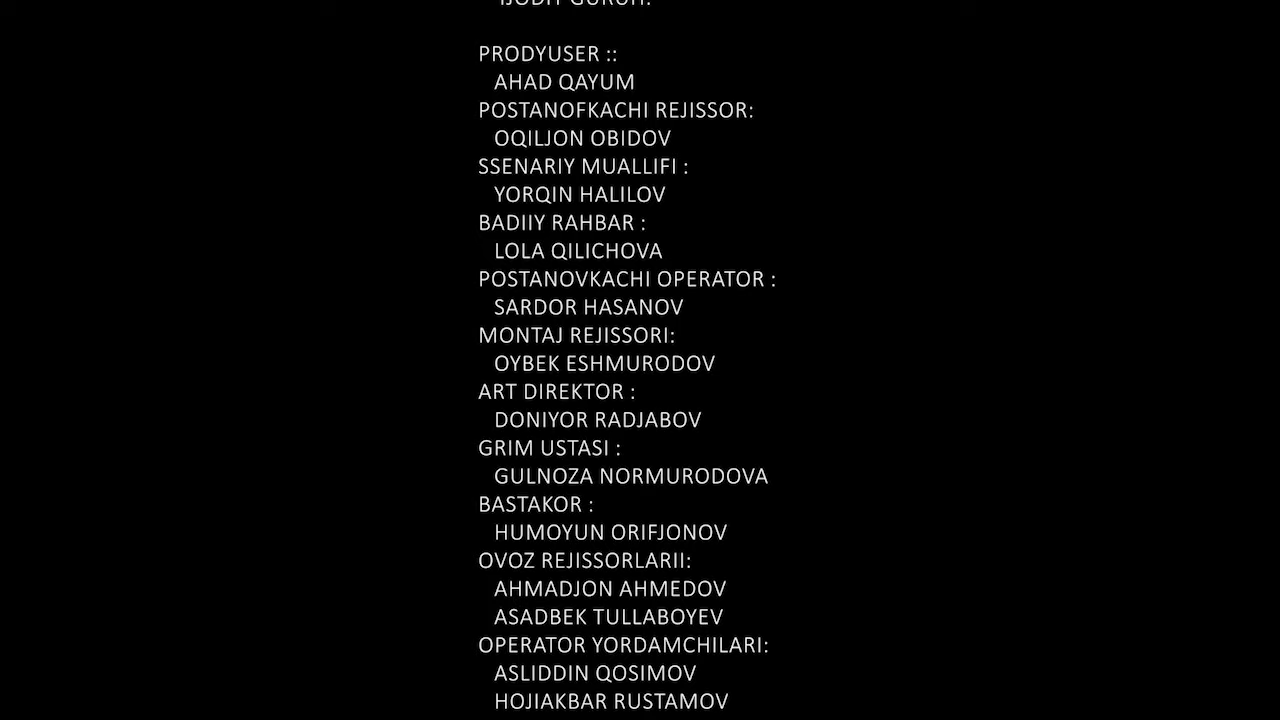 IJODIY GURUH:
PRODYUSER ::
AHAD QAYUM
POSTANOFKACHI REJISSOR:
OQILJON OBIDOV
SSENARIY MUALLIFI :
YORQIN HALILOV
BADIIY RAHBAR :
LOLA QILICHOVA
POSTANOVKACHI OPERATOR :
SARDOR HASANOV
MONTAJ REJISSORI:
OYBEK ESHMURODOV
ART DIREKTOR :
DONIYOR RADJABOV
GRIM USTASI :
GULNOZA NORMURODOVA
BASTAKOR :
HUMOYUN ORIFJONOV
OVOZ REJISSORLARII:
AHMADJON AHMEDOV
ASADBEK TULLABOYEV
OPERATOR YORDAMCHILARI:
ASLIDDIN QOSIMOV
HOJIAKBAR RUSTAMOV